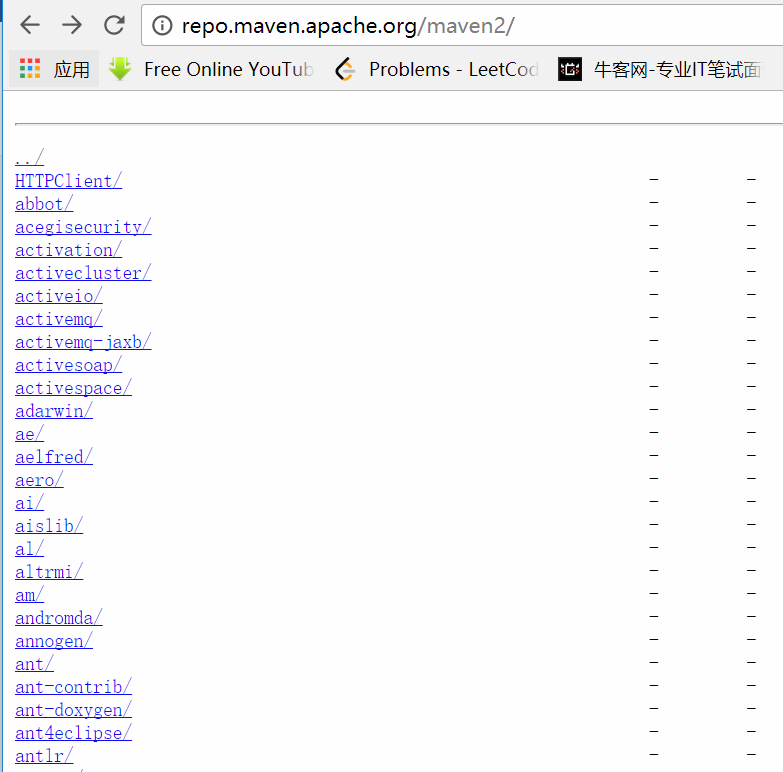 repo.maven.apache.org/maven2/
应用 Free Online YouTub Problems - LeetCod 牛客网-专业IT笔试面
../
HTTPClient/ - -
abbot/ - -
acegisecurity/ - -
activation/ - -
activecluster/ - -
activeio/ - -
activemq/ - -
activemq-jaxb/ - -
activesoap/ - -
activespace/ - -
adarwin/ - -
ae/ - -
aelfred/ - -
aero/ - -
ai/ - -
aislib/ - -
al/ - -
altrmi/ - -
am/ - -
andromda/ - -
annogen/ - -
ant/ - -
ant-contrib/ - -
ant-doxygen/ - -
ant4eclipse/ - -
antlr/ - -